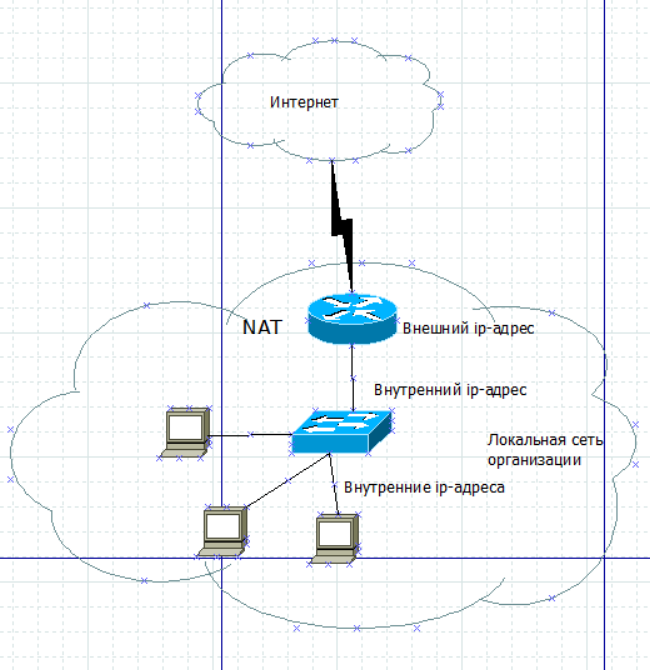 Интернет
NAT
Внешний ip-адрес
Внутренний ip-адрес
Локальная сеть
организации
Внутренние ip-адреса